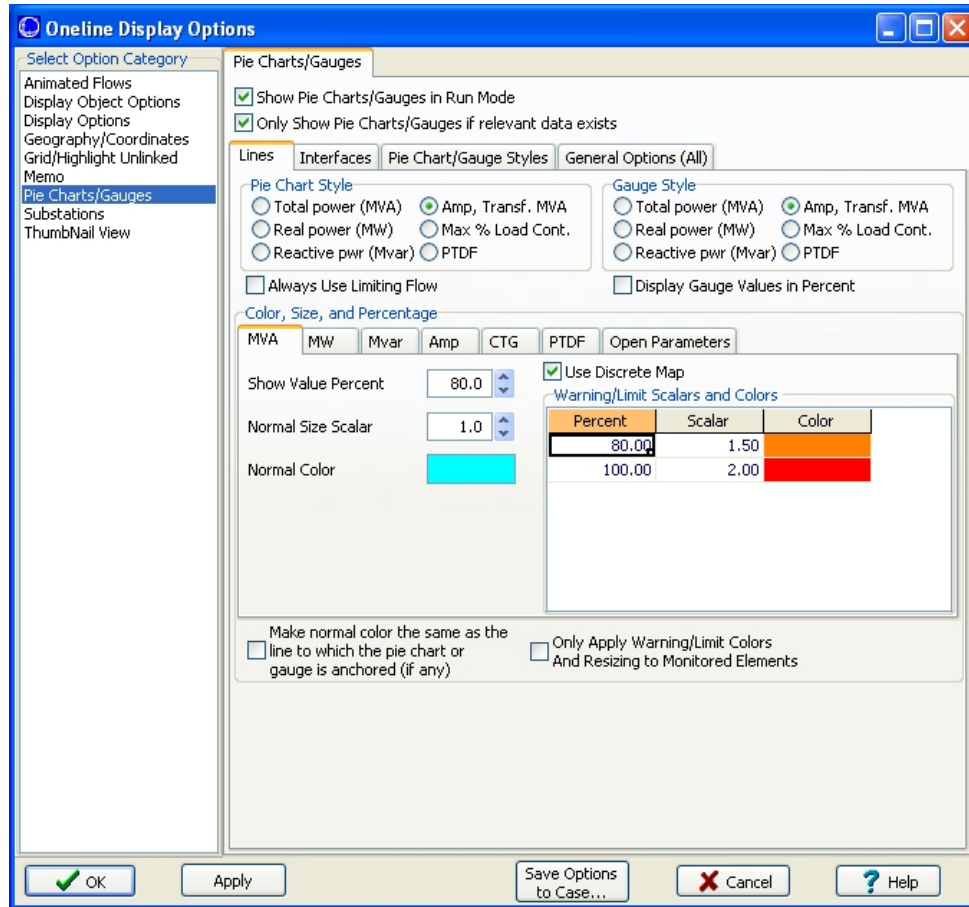 Oneline Display Options
Select Option Category
Animated Flows
Display Object Options
Display Options
Geography/Coordinates
Grid/Highlight Unlinked
Memo
Pie Charts/Gauges
Substations
ThumbNail View
Pie Charts/Gauges
Show Pie Charts/Gauges in Run Mode
Only Show Pie Charts/Gauges if relevant data exists
Lines Interfaces Pie Chart/Gauge Styles General Options (All)
Pie Chart Style
Total power (MVA) Amp, Transf. MVA
Real power (MW) Max % Load Cont.
Reactive pwr (Mvar) PTDF
Gauge Style
Total power (MVA) Amp, Transf. MVA
Real power (MW) Max % Load Cont.
Reactive pwr (Mvar) PTDF
Always Use Limiting Flow
Display Gauge Values in Percent
Color, Size, and Percentage
MVA MW Mvar Amp CTG PTDF Open Parameters
Show Value Percent 80.0
Normal Size Scalar 1.0
Normal Color
Use Discrete Map
Warning/Limit Scalars and Colors
Percent Scalar Color
80.00 1.50
100.00 2.00
Make normal color the same as the
line to which the pie chart or
gauge is anchored (if any)
Only Apply Warning/Limit Colors
And Resizing to Monitored Elements
OK
Apply
Save Options
to Case...
Cancel
? Help